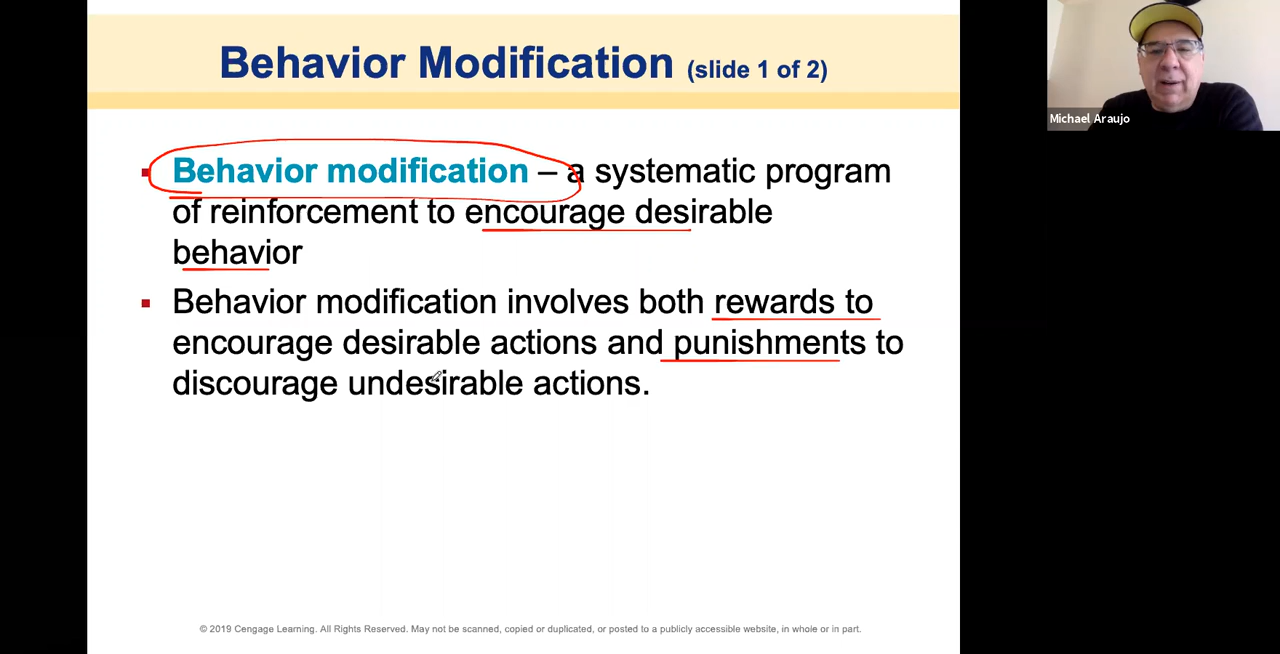 Behavior Modification (slide 1 of 2)
Michael Araujo
▪ Behavior modification – a systematic program
of reinforcement to encourage desirable
behavior
▪ Behavior modification involves both rewards to
encourage desirable actions and punishments to
discourage undesirable actions.
© 2019 Cengage Learning. All Rights Reserved. May not be scanned, copied or duplicated, or posted to a publicly accessible website, in whole or in part.